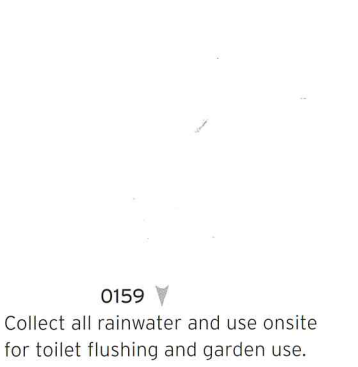 0159
Collect all rainwater and use onsite
for toilet flushing and garden use.